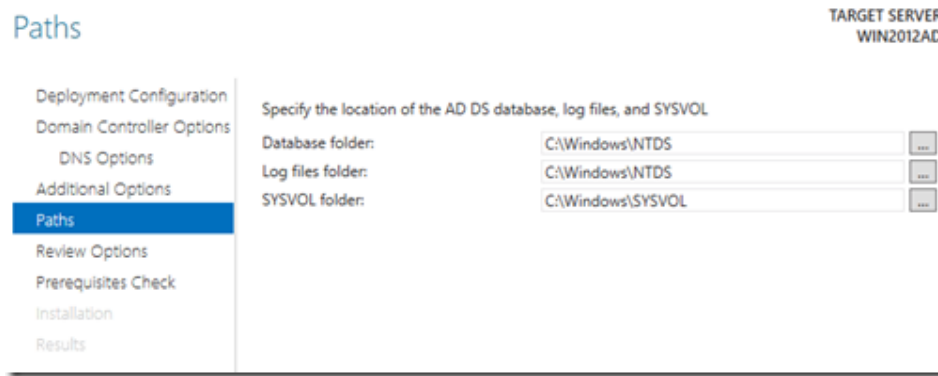 Paths
TARGET SERVER
WIN2012AD
Deployment Configuration
Domain Controller Options
DNS Options
Additional Options
Paths
Review Options
Prerequisites Check
Installation
Results
Specify the location of the AD DS database, log files, and SYSVOL
Database folder: C:\Windows\NTDS ...
Log files folder: C:\Windows\NTDS ...
SYSVOL folder: C:\Windows\SYSVOL ...